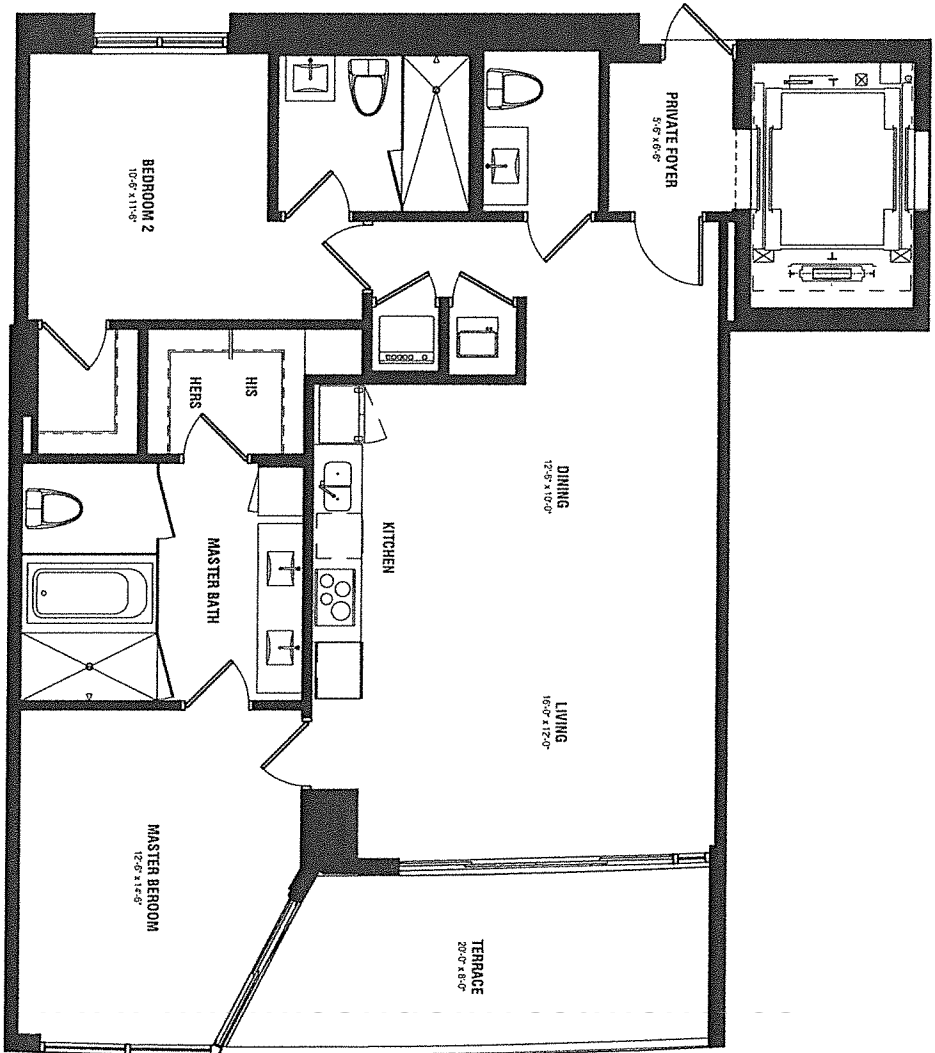 PRIVATE FOYER
5'-6" x 6'-6"
BEDROOM 2
10'-6" x 11'-6"
HIS
HERS
DINING
12'-6" x 10'-0"
KITCHEN
MASTER BATH
LIVING
16'-0" x 12'-0"
MASTER BEROOM
12'-6" x 14'-6"
TERRACE
20'-0" x 8'-0"